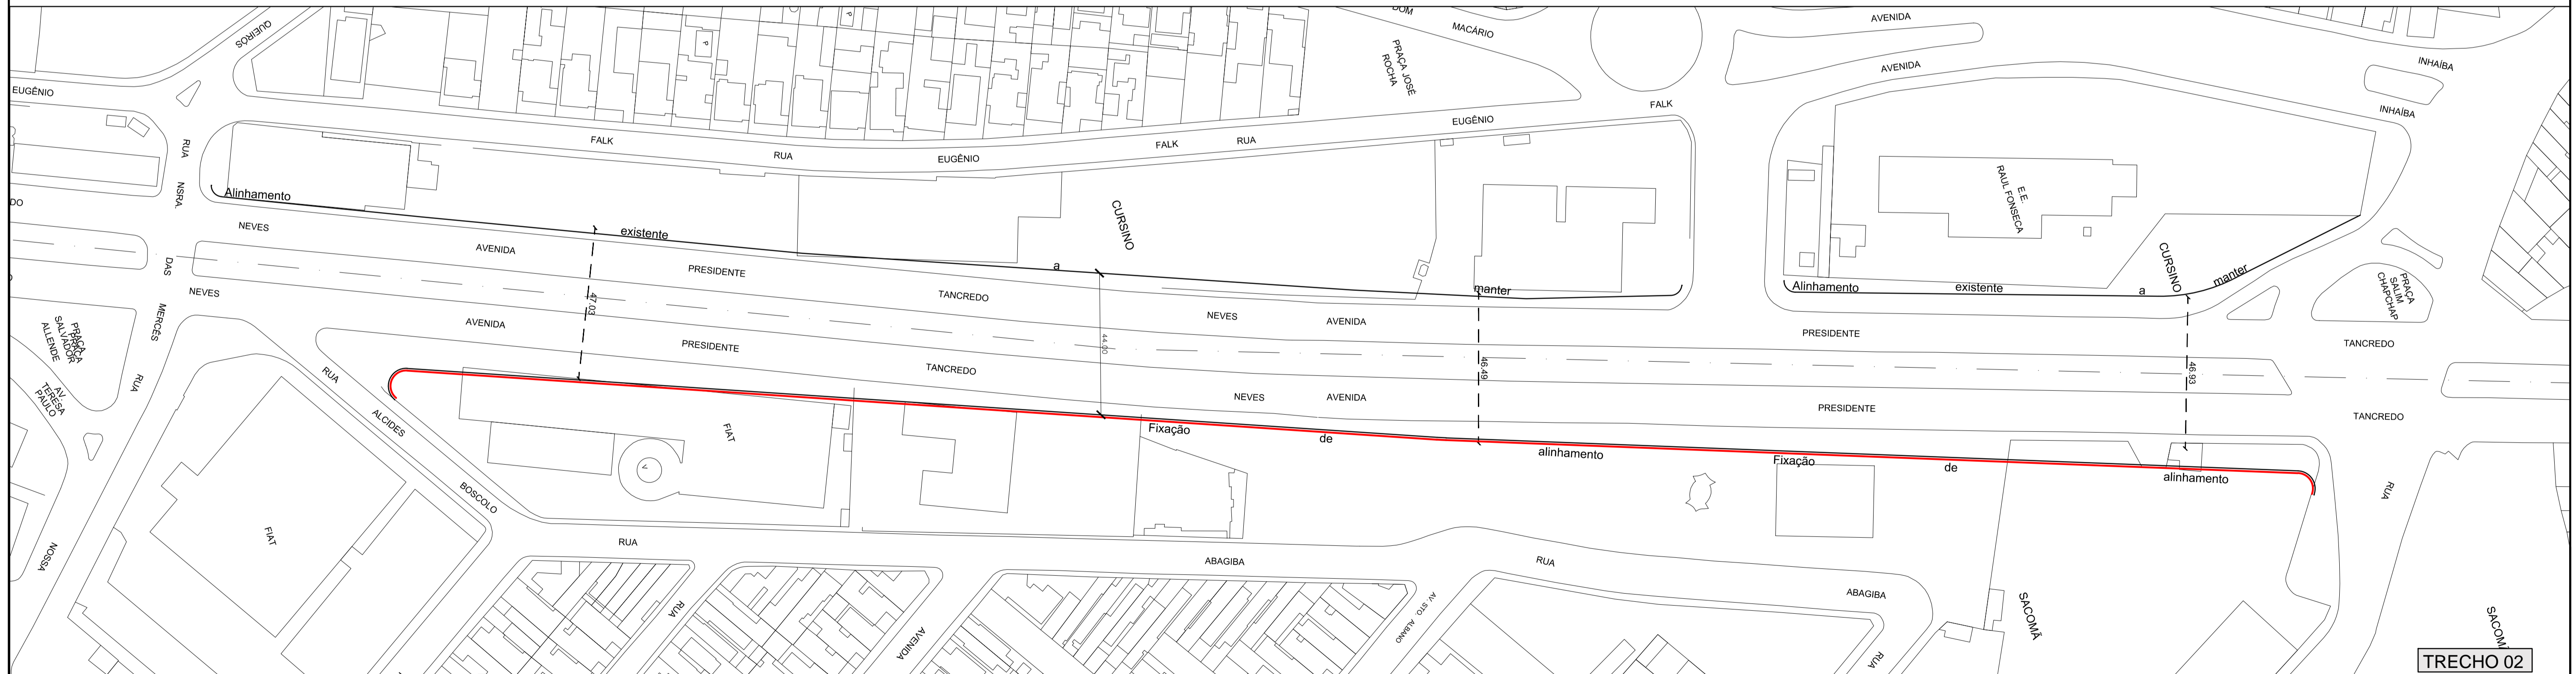 QUEIRÓS
P
P
P
DOM
MACÁRIO
AVENIDA
PRAÇA JOSÉ
ROCHA
AVENIDA
INHAÍBA
INHAÍBA
EUGÊNIO
FALK
EUGÊNIO
FALK
RUA
EUGÊNIO
FALK
RUA
RUA
NSRA.
E.E.
RAUL FONSECA
DO
Alinhamento
existente
a
manter
CURSINO
Alinhamento
existente
a
manter
CURSINO
NEVES
AVENIDA
PRESIDENTE
TANCREDO
NEVES
AVENIDA
PRESIDENTE
TANCREDO
PRAÇA
SALIM
CHAPCHAP
DAS
MERCÊS
NEVES
AVENIDA
PRESIDENTE
TANCREDO
NEVES
AVENIDA
PRESIDENTE
TANCREDO
47.03
44.00
46.49
46.93
PRAÇA
PRAÇA
SALVADOR
ALLENDE
AV.
TERESA
PAULO
RUA
NOSSA
RUA
ALCIDES
BOSCOLO
FIAT
FIAT
Fixação
de
alinhamento
Fixação
de
alinhamento
RUA
RUA
ABAGIBA
RUA
ABAGIBA
RUA
AVENIDA
AV. STO. ALBANO
RUA
SACOMÃ
SACOMÃ
TRECHO 02